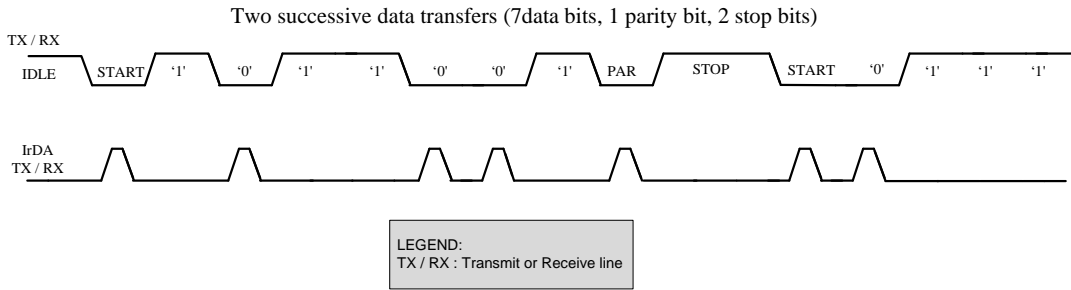 Two successive data transfers (7data bits, 1 parity bit, 2 stop bits)
TX / RX
IDLE START ‘1’ ‘0’ ‘1’ ‘1’ ‘0’ ‘0’ ‘1’ PAR STOP START ‘0’ ‘1’ ‘1’ ‘1’
IrDA
TX / RX
LEGEND:
TX / RX : Transmit or Receive line